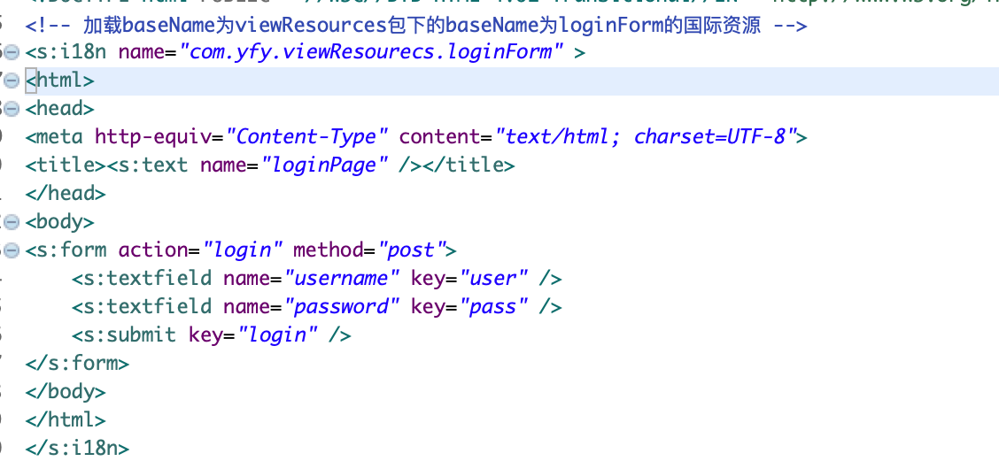 <!-- 加载baseName为viewResources包下的baseName为loginForm的国际资源 -->
<s:i18n name="com.yfy.viewResourecs.loginForm" >
<html>
<head>
<meta http-equiv="Content-Type" content="text/html; charset=UTF-8">
<title><s:text name="loginPage" /></title>
</head>
<body>
<s:form action="login" method="post">
    <s:textfield name="username" key="user" />
    <s:textfield name="password" key="pass" />
    <s:submit key="login" />
</s:form>
</body>
</html>
</s:i18n>